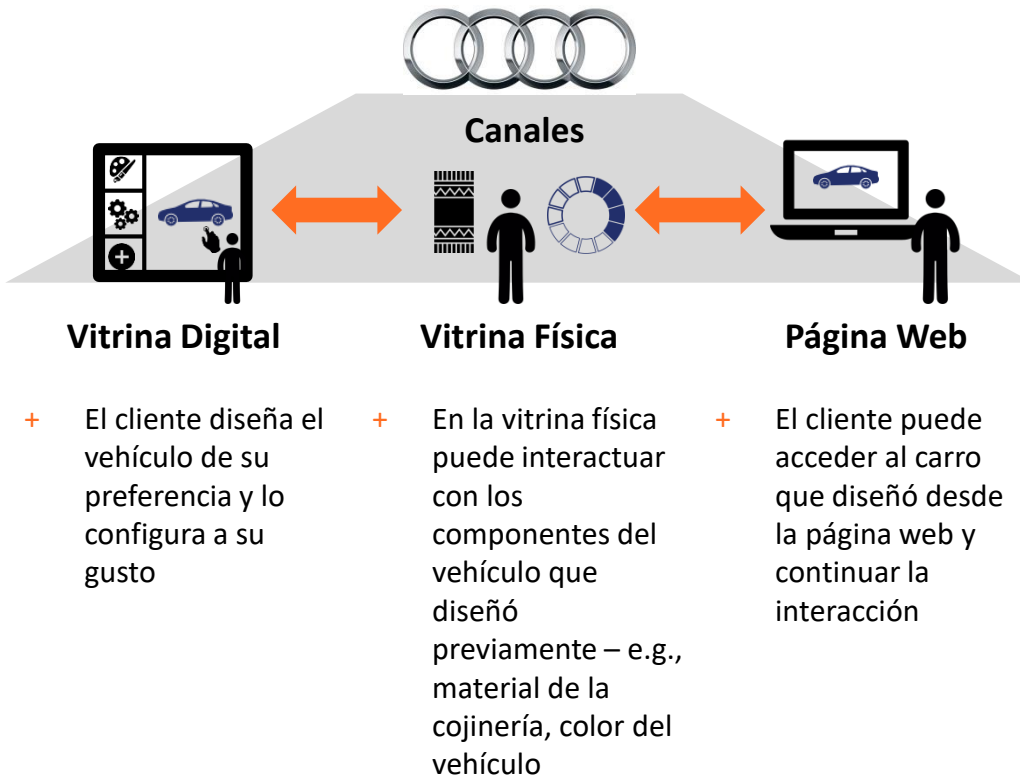 Canales
Vitrina Digital
Vitrina Física
Página Web
+ El cliente diseña el
vehículo de su
preferencia y lo
configura a su
gusto
+ En la vitrina física
puede interactuar
con los
componentes del
vehículo que
diseñó
previamente – e.g.,
material de la
cojinería, color del
vehículo
+ El cliente puede
acceder al carro
que diseñó desde
la página web y
continuar la
interacción